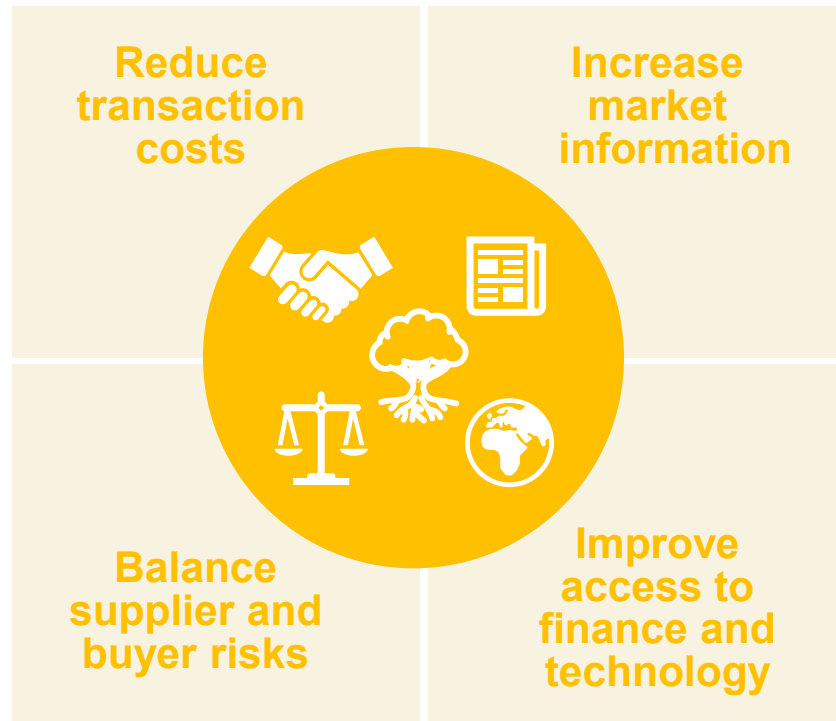 Reduce
transaction
costs
Increase
market
information
Balance
supplier and
buyer risks
Improve
access to
finance and
technology